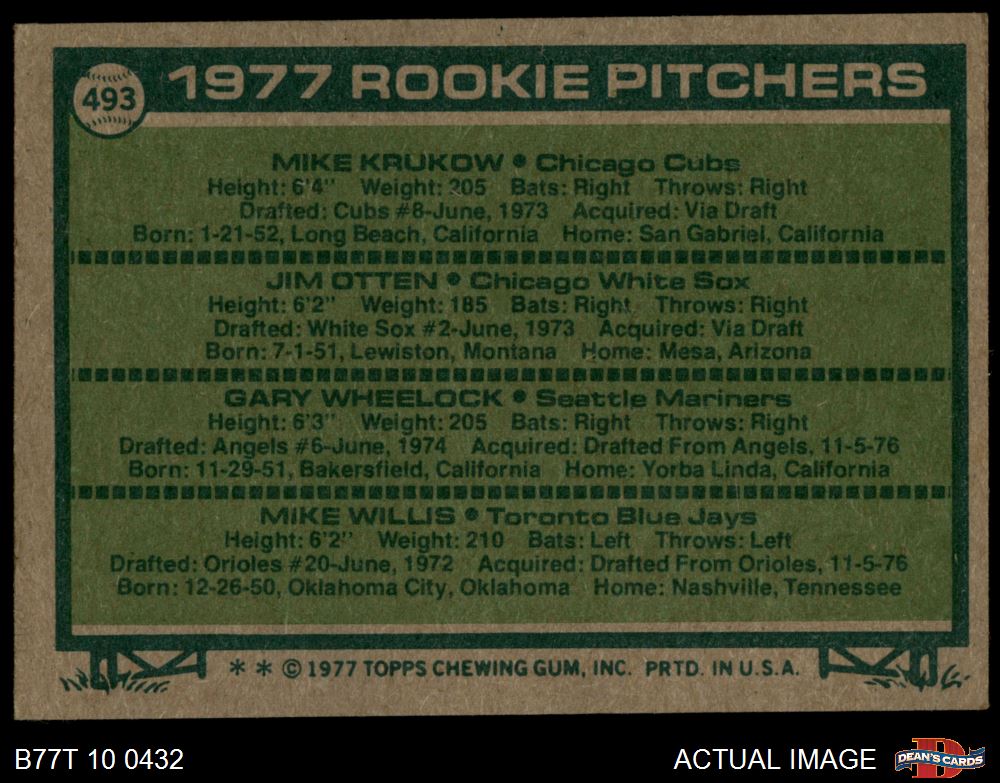 493
1977 ROOKIE PITCHERS
MIKE KRUKOW • Chicago Cubs
Height: 6'4" Weight: 205 Bats: Right Throws: Right
Drafted: Cubs #8-June, 1973 Acquired: Via Draft
Born: 1-21-52, Long Beach, California Home: San Gabriel, California
JIM OTTEN • Chicago White Sox
Height: 6'2" Weight: 185 Bats: Right Throws: Right
Drafted: White Sox #2-June, 1973 Acquired: Via Draft
Born: 7-1-51, Lewiston, Montana Home: Mesa, Arizona
GARY WHEELOCK • Seattle Mariners
Height: 6'3" Weight: 205 Bats: Right Throws: Right
Drafted: Angels #6-June, 1974 Acquired: Drafted From Angels, 11-5-76
Born: 11-29-51, Bakersfield, California Home: Yorba Linda, California
MIKE WILLIS • Toronto Blue Jays
Height: 6'2" Weight: 210 Bats: Left Throws: Left
Drafted: Orioles #20-June, 1972 Acquired: Drafted From Orioles, 11-5-76
Born: 12-26-50, Oklahoma City, Oklahoma Home: Nashville, Tennessee
* * © 1977 TOPPS CHEWING GUM, INC. PRTD. IN U.S.A.
B77T 10 0432
ACTUAL IMAGE
D
DEAN'S CARDS